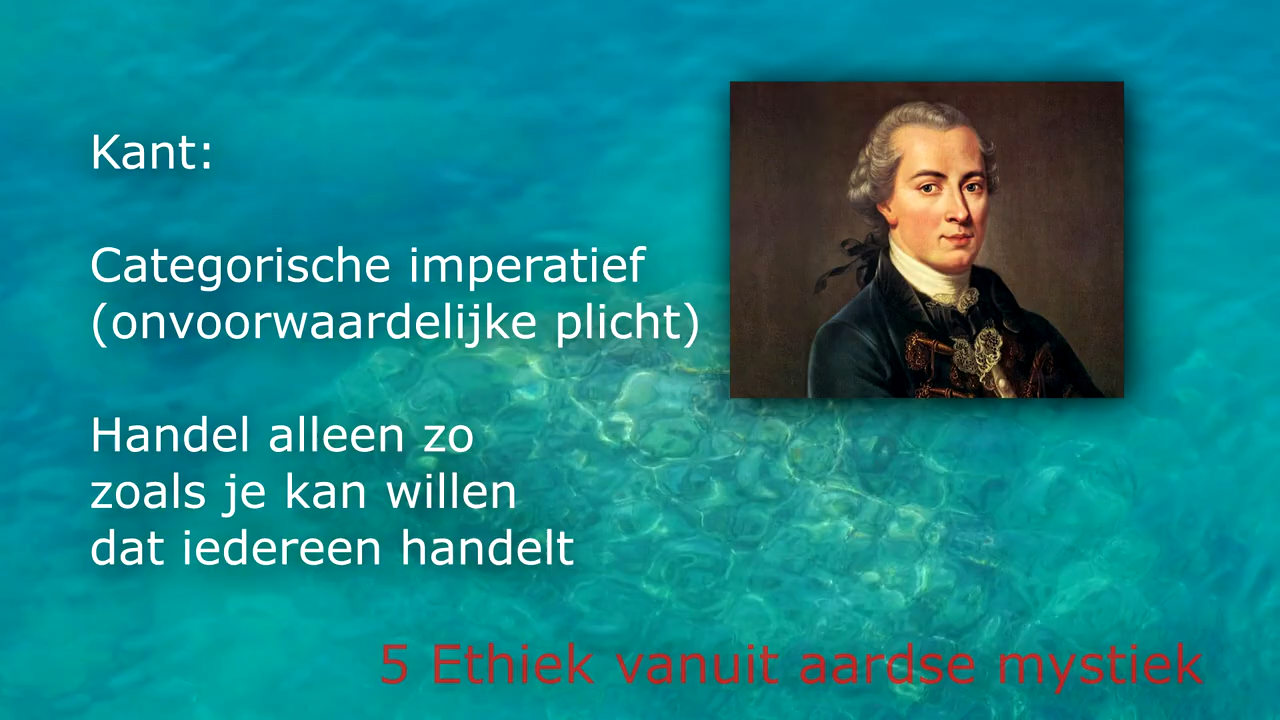 Kant:
Categorische imperatief
(onvoorwaardelijke plicht)
Handel alleen zo
zoals je kan willen
dat iedereen handelt
5 Ethiek vanuit aardse mystiek